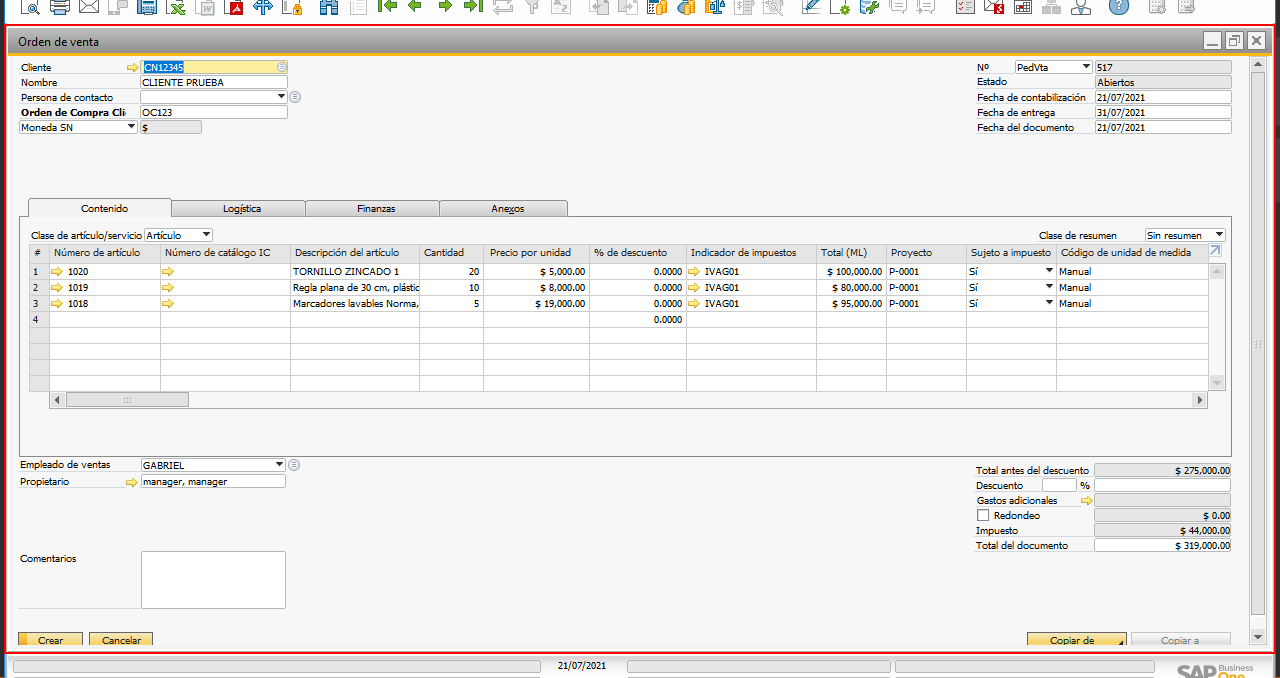 Orden de venta
Cliente CN12345 Nº PedVta 517
Nombre CLIENTE PRUEBA Estado Abiertos
Persona de contacto Fecha de contabilización 21/07/2021
Orden de Compra Cli OC123 Fecha de entrega 31/07/2021
Moneda SN $ Fecha del documento 21/07/2021
Contenido Logística Finanzas Anexos
Clase de artículo/servicio Artículo Clase de resumen Sin resumen
# Número de artículo Número de catálogo IC Descripción del artículo Cantidad Precio por unidad % de descuento Indicador de impuestos Total (ML) Proyecto Sujeto a impuesto Código de unidad de medida
1 1020 TORNILLO ZINCADO 1 20 $ 5,000.00 0.0000 IVAG01 $ 100,000.00 P-0001 Sí Manual
2 1019 Regla plana de 30 cm, plástic 10 $ 8,000.00 0.0000 IVAG01 $ 80,000.00 P-0001 Sí Manual
3 1018 Marcadores lavables Norma, 5 $ 19,000.00 0.0000 IVAG01 $ 95,000.00 P-0001 Sí Manual
4 0.0000
Empleado de ventas GABRIEL
Propietario manager, manager
Total antes del descuento $ 275,000.00
Descuento %
Gastos adicionales
Redondeo $ 0.00
Impuesto $ 44,000.00
Comentarios
Total del documento $ 319,000.00
Crear Cancelar Copiar de Copiar a
21/07/2021
SAP Business One